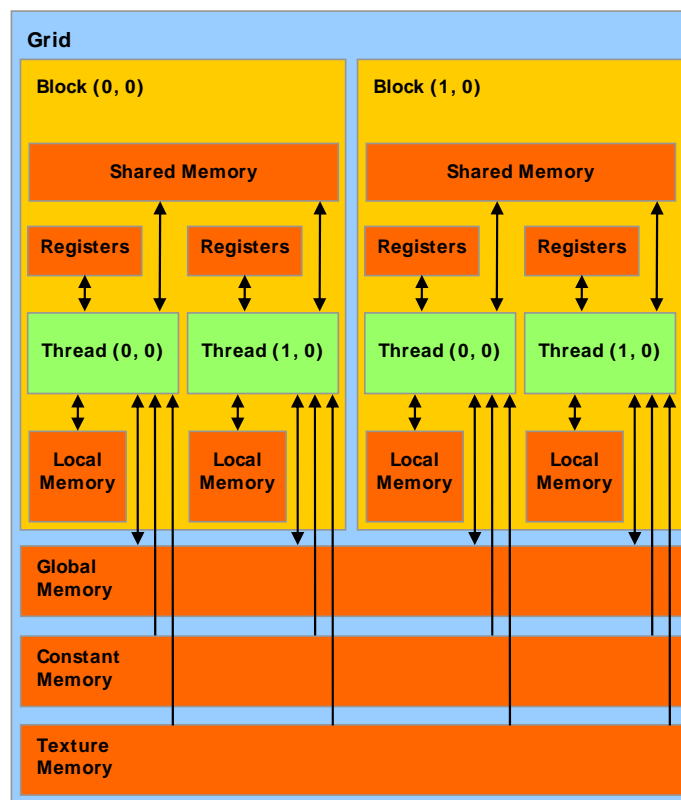 Grid
Block (0, 0)
Block (1, 0)
Shared Memory
Shared Memory
Registers
Registers
Registers
Registers
Thread (0, 0)
Thread (1, 0)
Thread (0, 0)
Thread (1, 0)
Local
Memory
Local
Memory
Local
Memory
Local
Memory
Global
Memory
Constant
Memory
Texture
Memory